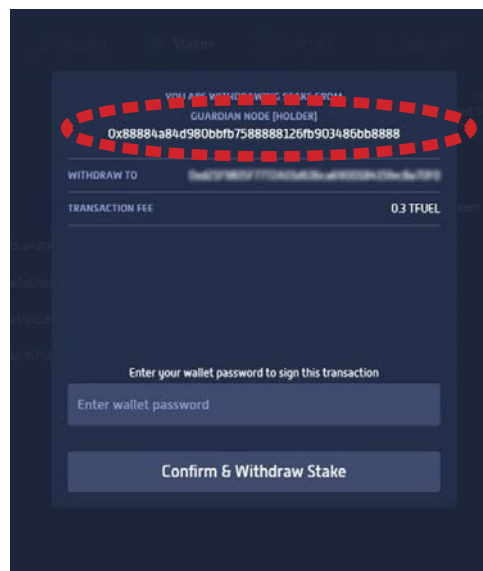 Stakes
YOU ARE WITHDRAWING STAKE FROM
GUARDIAN NODE (HOLDER)
0x88884a84d980bbfb7588888126fb903486bb8888
WITHDRAW TO
TRANSACTION FEE 0.3 TFUEL
Enter your wallet password to sign this transaction
Enter wallet password
Confirm & Withdraw Stake